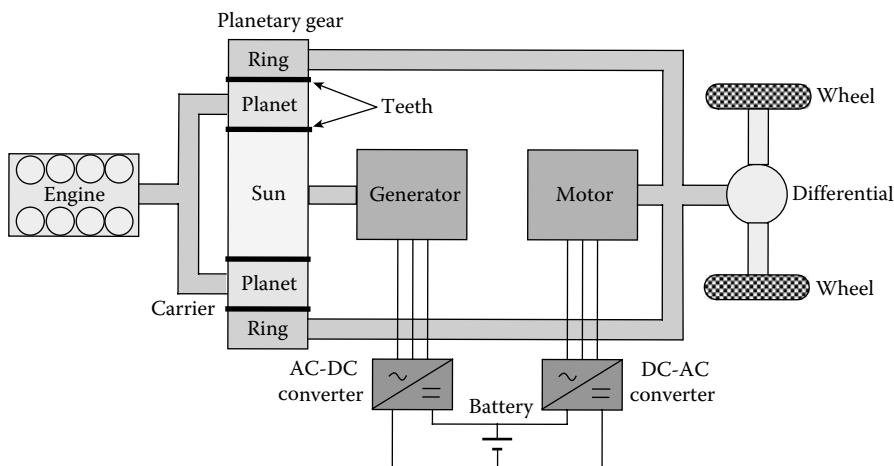 Planetary gear
Ring
Planet
Teeth
Wheel
Engine
Sun
Generator
Motor
Differential
Planet
Carrier
Ring
Wheel
AC-DC
converter
Battery
DC-AC
converter